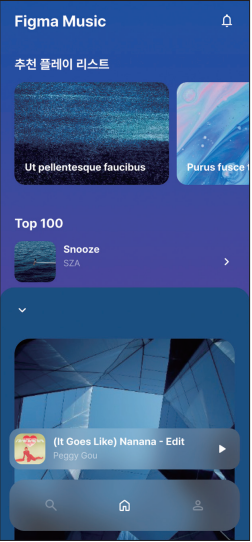 Figma Music
추천 플레이 리스트
Ut pellentesque faucibus
Purus fusce
Top 100
Snooze
SZA
(It Goes Like) Nanana - Edit
Peggy Gou